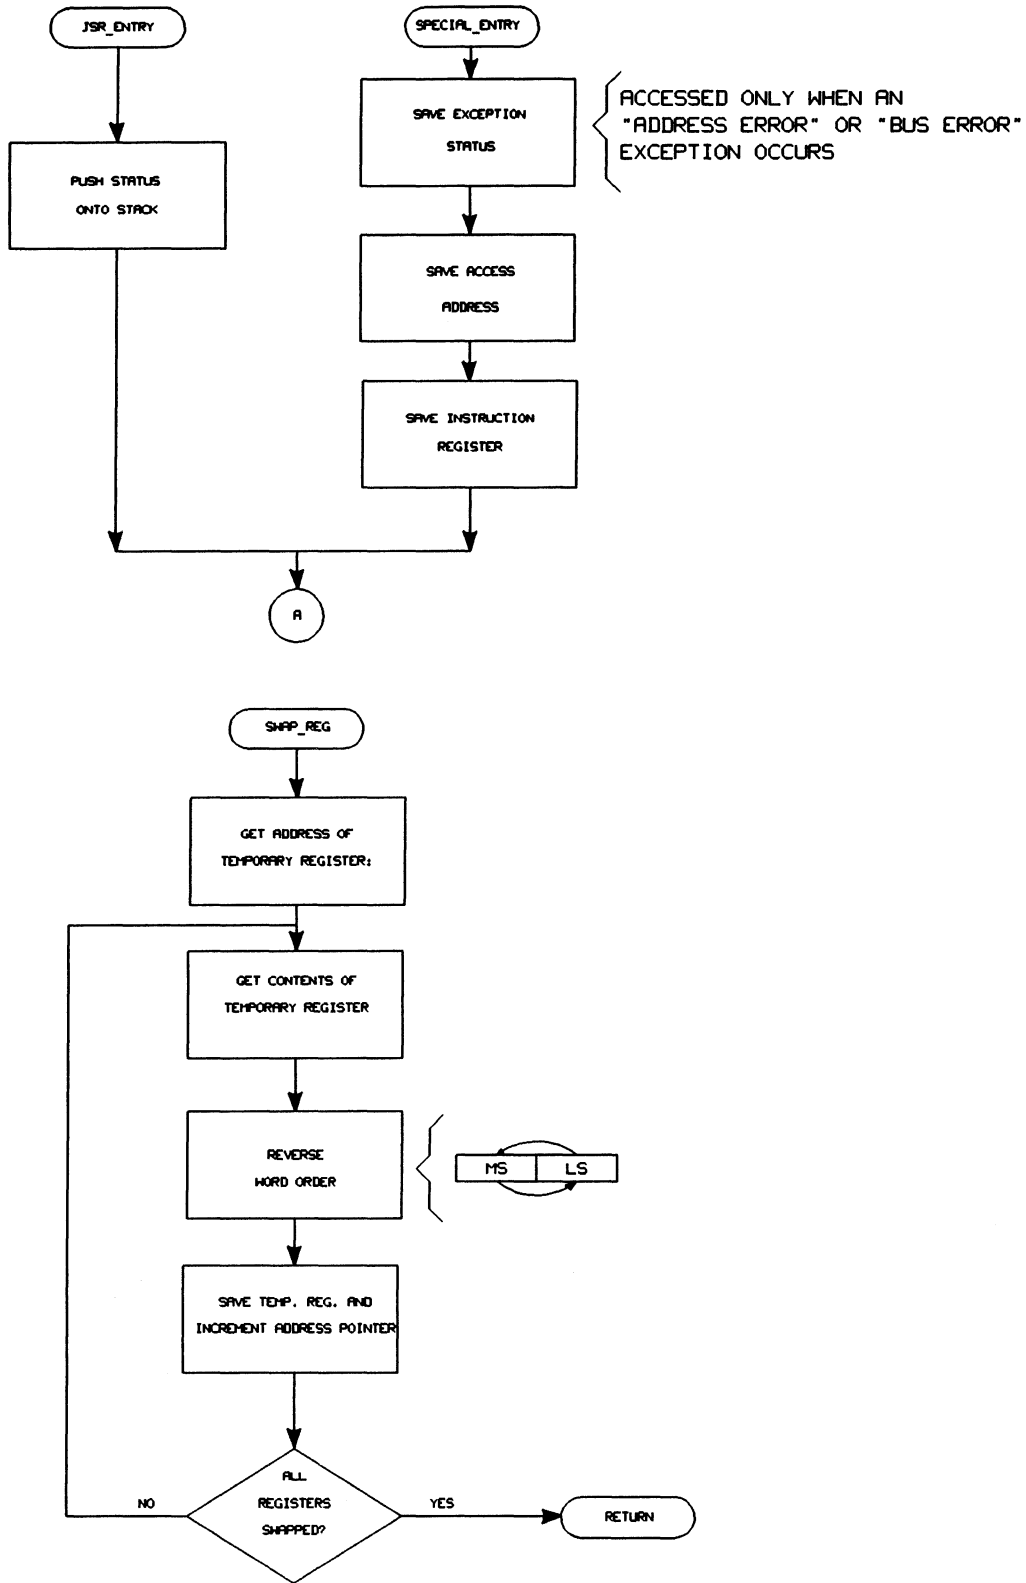 JSR_ENTRY
PUSH STATUS
ONTO STACK
SPECIAL_ENTRY
SAVE EXCEPTION
STATUS
ACCESSED ONLY WHEN AN
"ADDRESS ERROR" OR "BUS ERROR"
EXCEPTION OCCURS
SAVE ACCESS
ADDRESS
SAVE INSTRUCTION
REGISTER
A
SWAP_REG
GET ADDRESS OF
TEMPORARY REGISTER;
GET CONTENTS OF
TEMPORARY REGISTER
REVERSE
WORD ORDER
MS LS
SAVE TEMP. REG. AND
INCREMENT ADDRESS POINTER
ALL
REGISTERS
SWAPPED?
NO
YES
RETURN